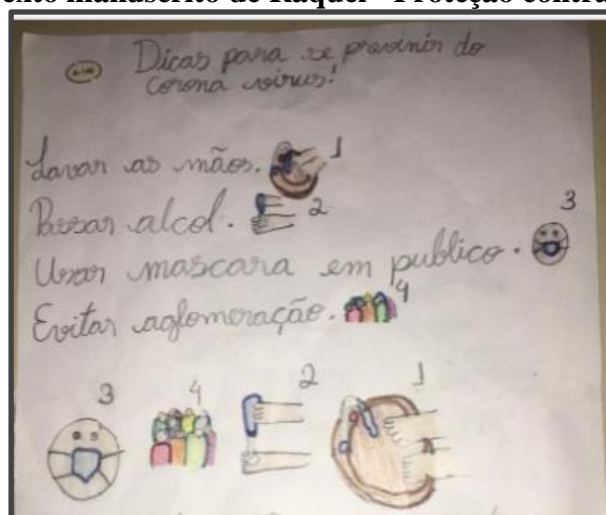 Dicas para se previnir do
corona virus!
Lavar as mãos. 1
Passar alcol. 2
Usar mascara em publico. 3
Evitar aglomeração. 4
3 4 2 1